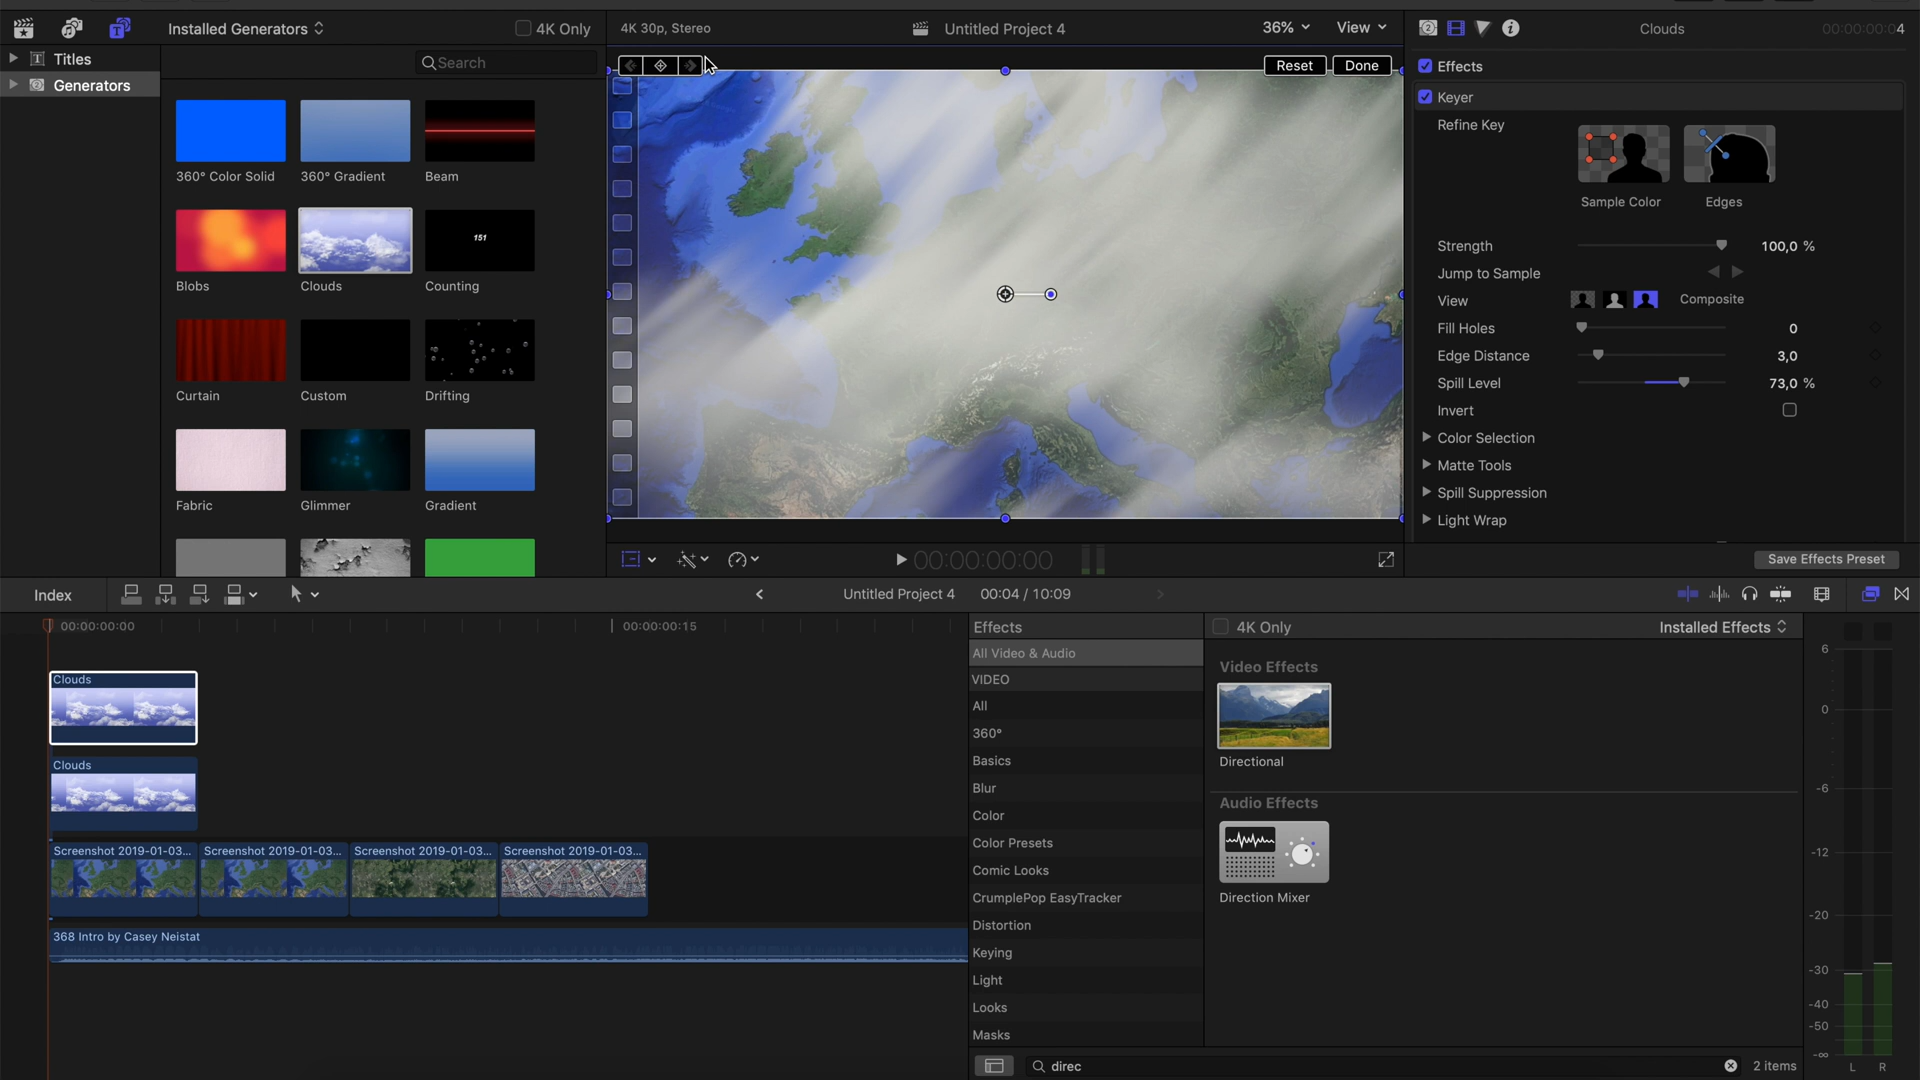 Installed Generators
4K Only
4K 30p, Stereo
Untitled Project 4
36%
View
Clouds
00:00:00:04
Titles
Generators
Search
Reset
Done
360° Color Solid
360° Gradient
Beam
Blobs
Clouds
151
Counting
Curtain
Custom
Drifting
Fabric
Glimmer
Gradient
Effects
Keyer
Refine Key
Sample Color
Edges
Strength
100,0 %
Jump to Sample
View
Composite
Fill Holes
0
Edge Distance
3,0
Spill Level
73,0 %
Invert
Color Selection
Matte Tools
Spill Suppression
Light Wrap
Save Effects Preset
00:00:00:00
Index
Untitled Project 4
00:04 / 10:09
00:00:00:00
00:00:00:15
Clouds
Clouds
Screenshot 2019-01-03...
Screenshot 2019-01-03...
Screenshot 2019-01-03...
Screenshot 2019-01-03...
368 Intro by Casey Neistat
Effects
All Video & Audio
VIDEO
All
360°
Basics
Blur
Color
Color Presets
Comic Looks
CrumplePop EasyTracker
Distortion
Keying
Light
Looks
Masks
4K Only
Installed Effects
Video Effects
Directional
Audio Effects
Direction Mixer
direc
2 items
6
0
-6
-12
-20
-30
-40
-50
-∞
L
R